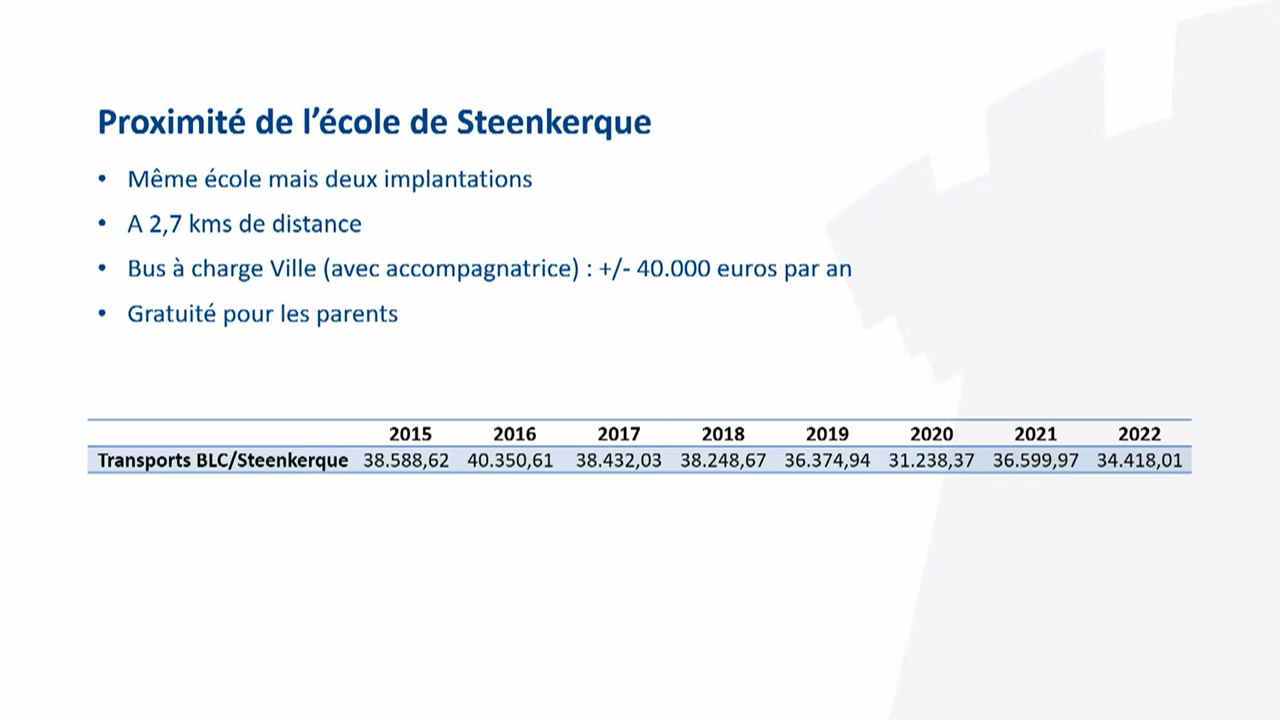 Proximité de l’école de Steenkerque
• Même école mais deux implantations
• A 2,7 kms de distance
• Bus à charge Ville (avec accompagnatrice) : +/- 40.000 euros par an
• Gratuité pour les parents
2015 2016 2017 2018 2019 2020 2021 2022
Transports BLC/Steenkerque 38.588,62 40.350,61 38.432,03 38.248,67 36.374,94 31.238,37 36.599,97 34.418,01